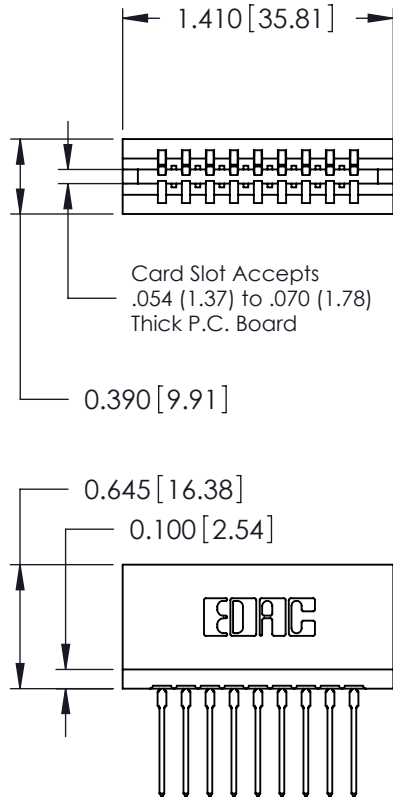 1.410 [35.81]
Card Slot Accepts
.054 (1.37) to .070 (1.78)
Thick P.C. Board
0.390 [9.91]
0.645 [16.38]
0.100 [2.54]
EDAC